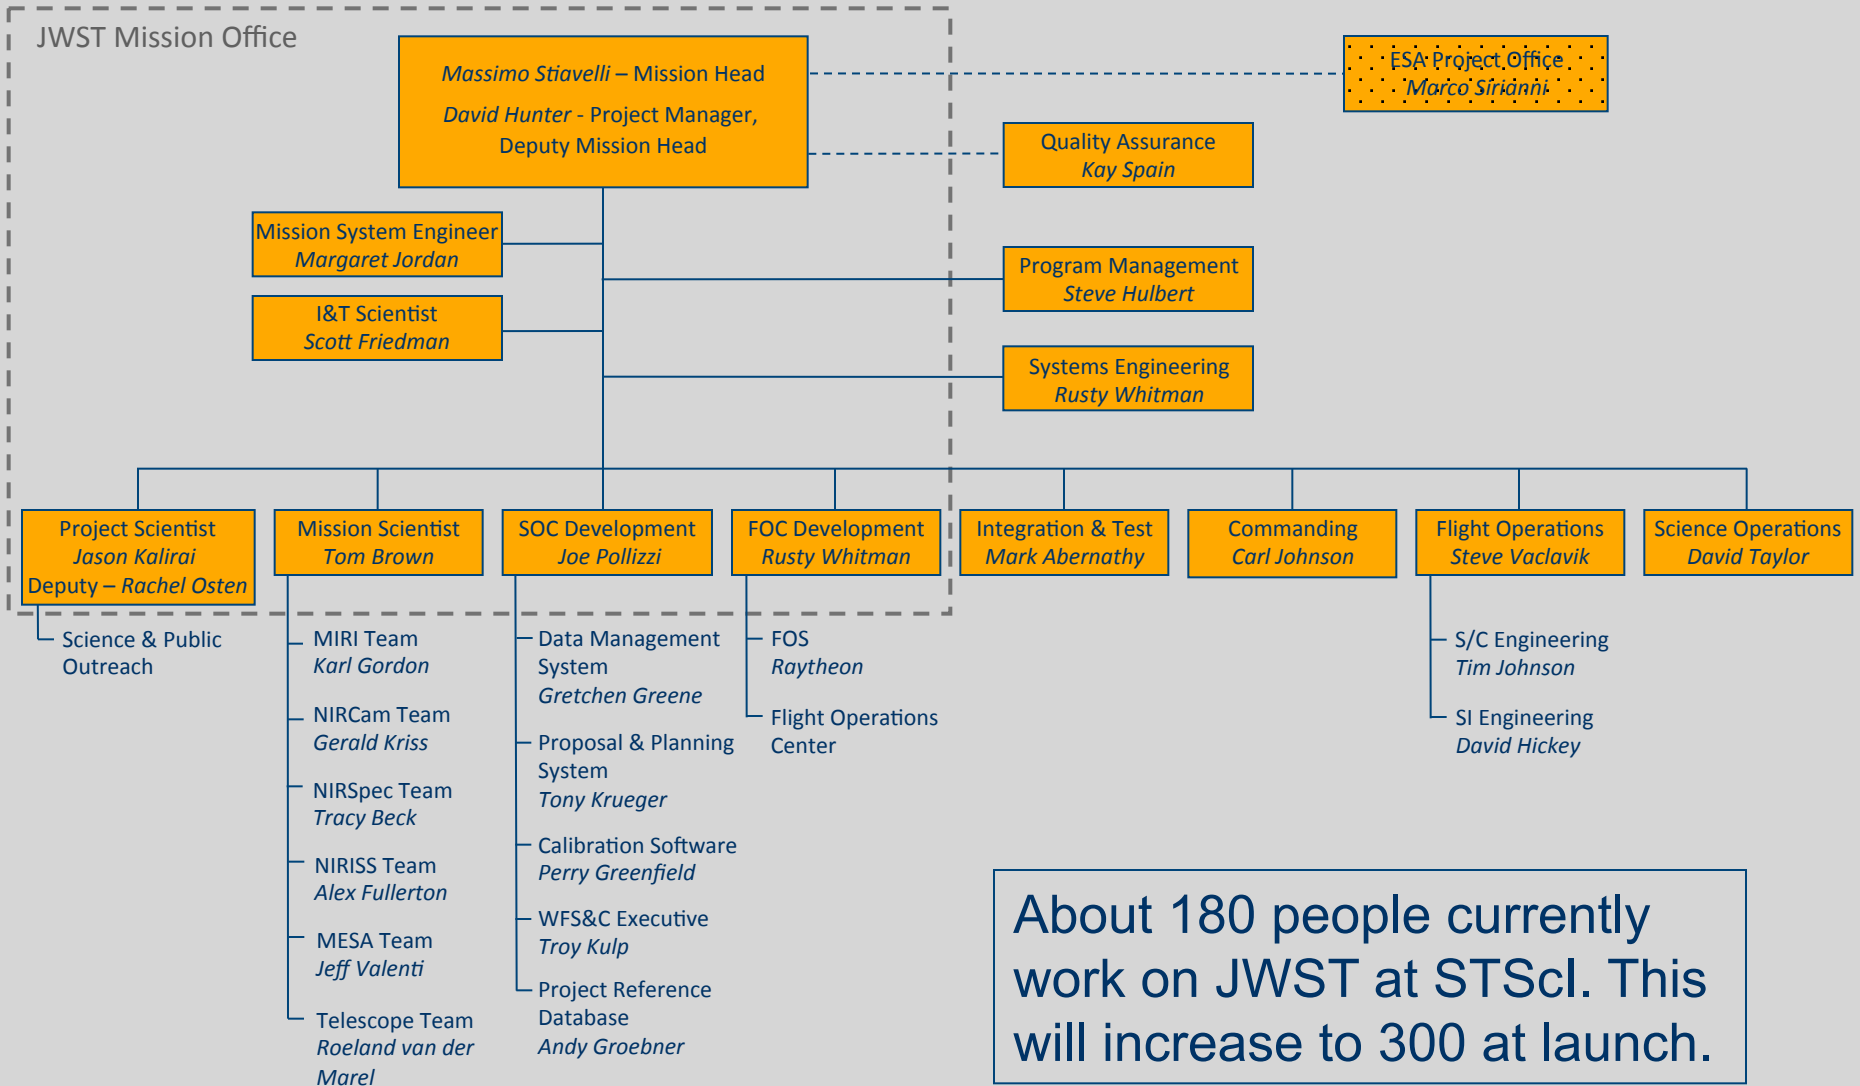 JWST Mission Office
Massimo Stiavelli – Mission Head
David Hunter - Project Manager,
Deputy Mission Head
ESA Project Office
Marco Sirianni
Quality Assurance
Kay Spain
Mission System Engineer
Margaret Jordan
Program Management
Steve Hulbert
I&T Scientist
Scott Friedman
Systems Engineering
Rusty Whitman
Project Scientist
Jason Kalirai
Deputy – Rachel Osten
Science & Public
Outreach
Mission Scientist
Tom Brown
MIRI Team
Karl Gordon
NIRCam Team
Gerald Kriss
NIRSpec Team
Tracy Beck
NIRISS Team
Alex Fullerton
MESA Team
Jeff Valenti
Telescope Team
Roeland van der
Marel
SOC Development
Joe Pollizzi
Data Management
System
Gretchen Greene
Proposal & Planning
System
Tony Krueger
Calibration Software
Perry Greenfield
WFS&C Executive
Troy Kulp
Project Reference
Database
Andy Groebner
FOC Development
Rusty Whitman
FOS
Raytheon
Flight Operations
Center
Integration & Test
Mark Abernathy
Commanding
Carl Johnson
Flight Operations
Steve Vaclavik
S/C Engineering
Tim Johnson
SI Engineering
David Hickey
Science Operations
David Taylor
About 180 people currently
work on JWST at STScI. This
will increase to 300 at launch.